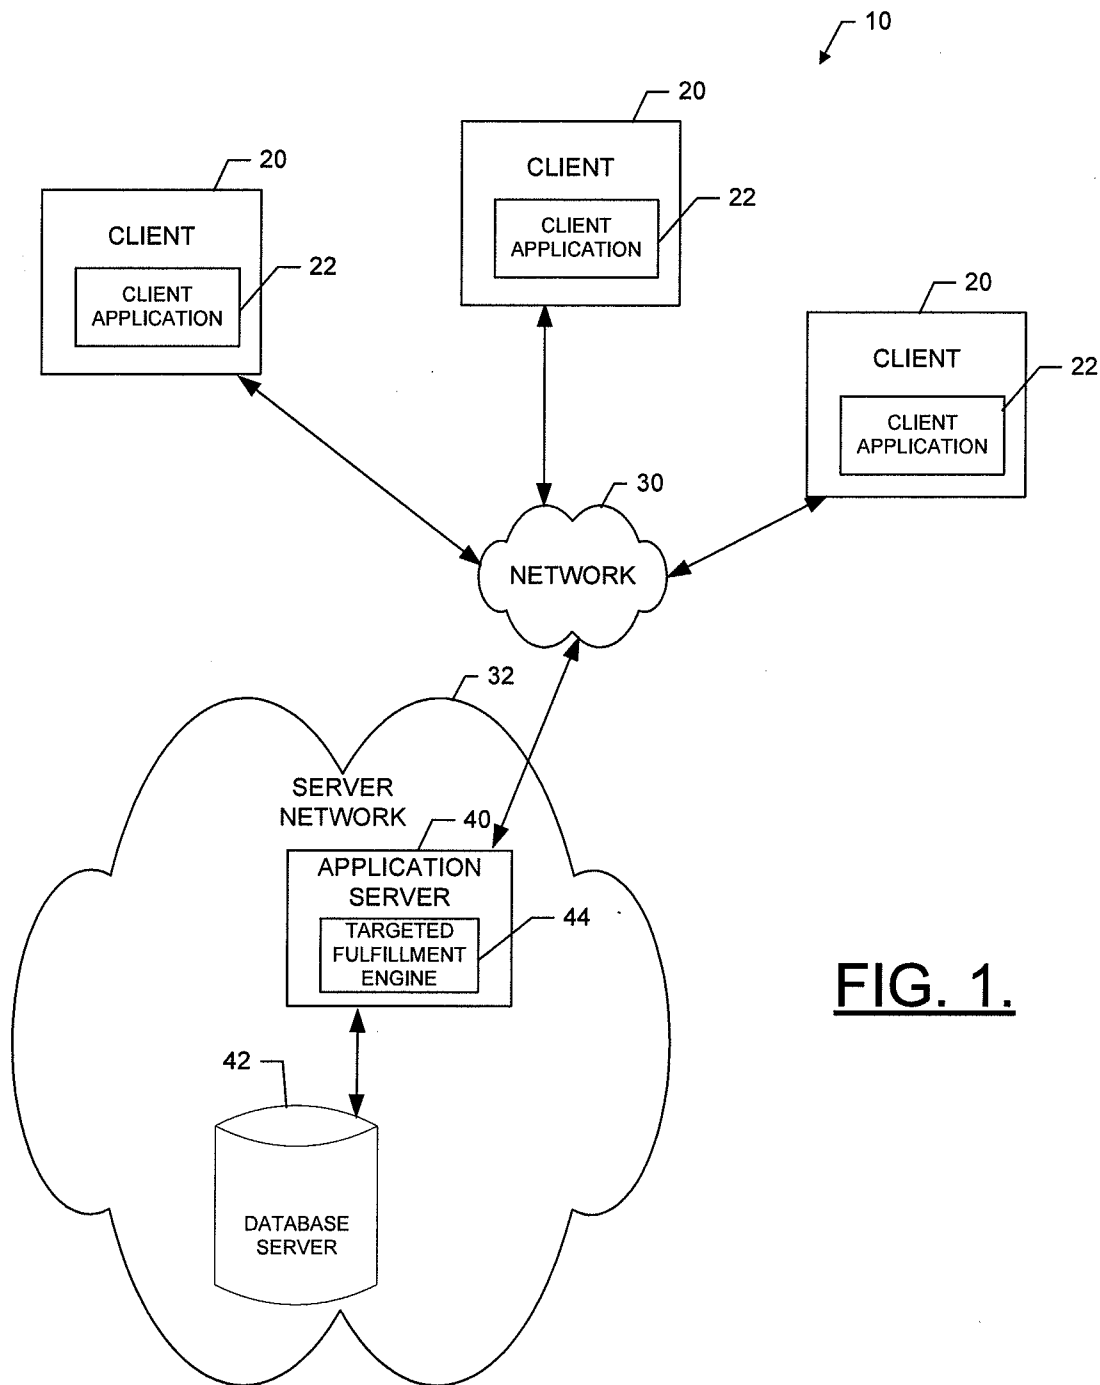 10
20
CLIENT
CLIENT
APPLICATION
22
20
CLIENT
CLIENT
APPLICATION
22
20
CLIENT
CLIENT
APPLICATION
22
30
NETWORK
32
SERVER
NETWORK
40
APPLICATION
SERVER
TARGETED
FULFILLMENT
ENGINE
44
FIG. 1.
42
DATABASE
SERVER